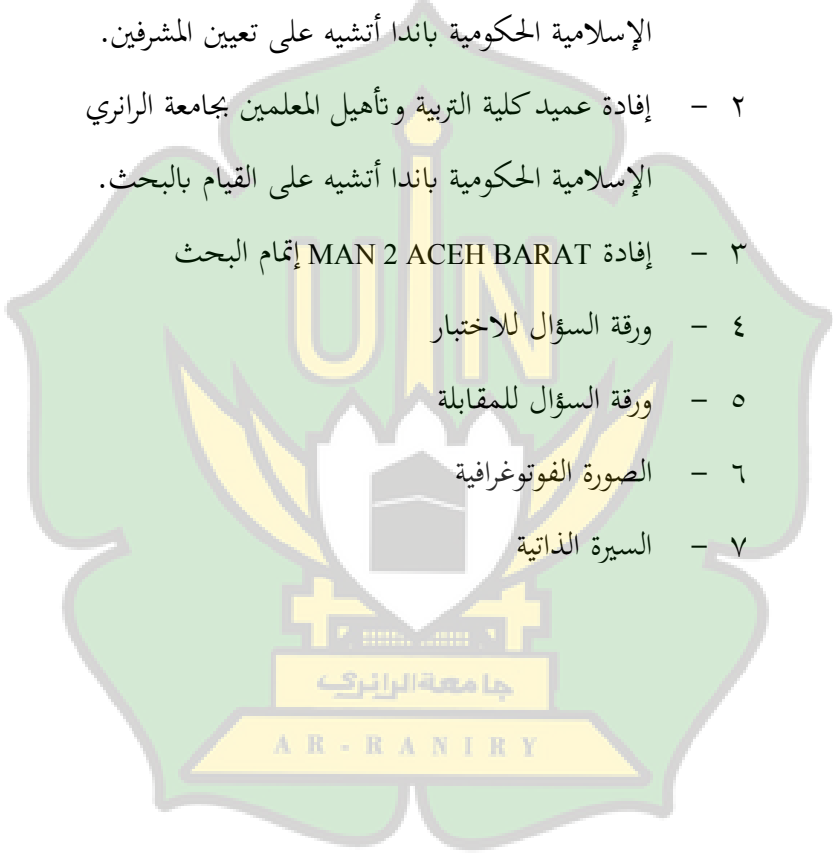 الإسلامية الحكومية باندا أتشيه على تعيين المشرفين.
٢ – إفادة عميد كلية التربية وتأهيل المعلمين بجامعة الرانري
الإسلامية الحكومية باندا أتشيه على القيام بالبحث.
٣ – إفادة MAN 2 ACEH BARAT إتمام البحث
٤ – ورقة السؤال للاختبار
٥ – ورقة السؤال للمقابلة
٦ – الصورة الفوتوغرافية
٧ – السيرة الذاتية
UIN
جامعة الرانري
AR-RANIRY